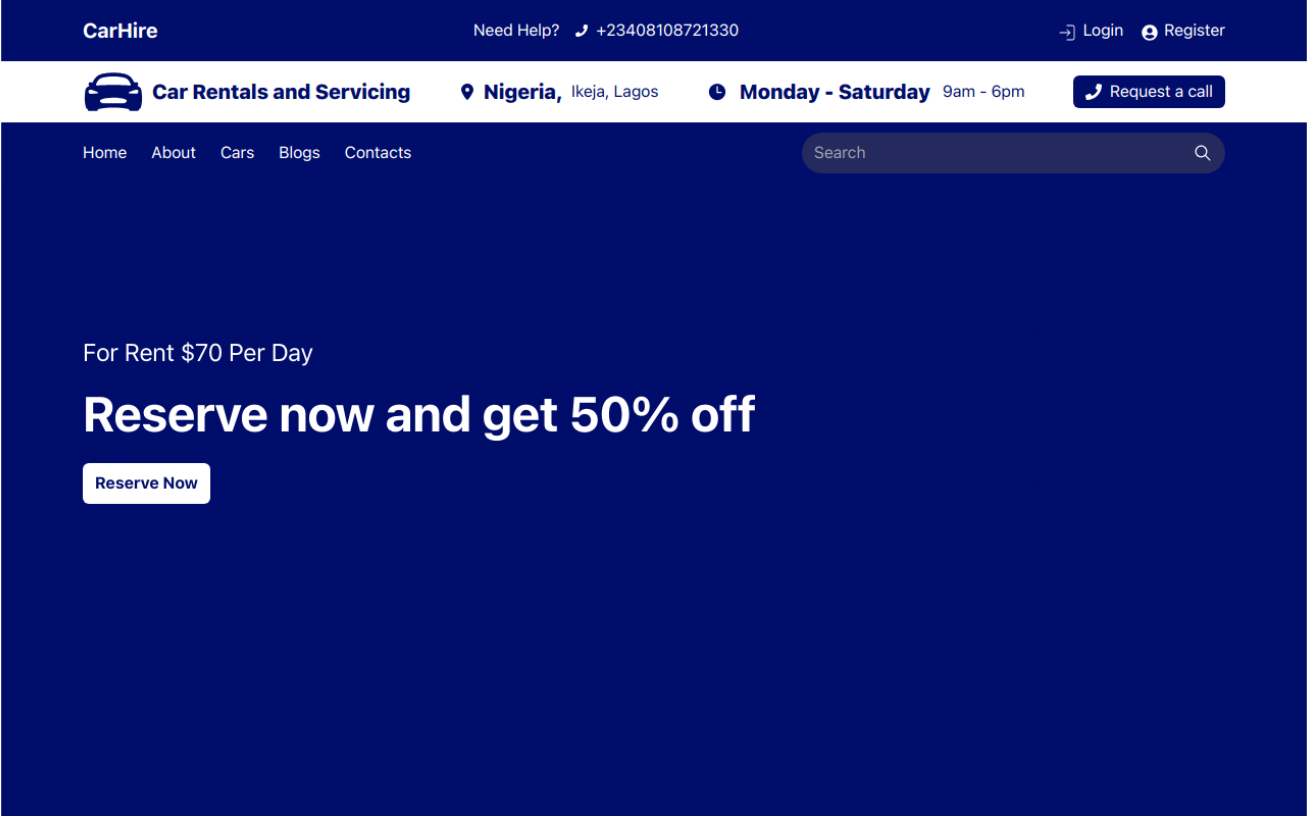 CarHire Need Help? +23408108721330 Login Register
Car Rentals and Servicing Nigeria, Ikeja, Lagos Monday - Saturday 9am - 6pm Request a call
Home About Cars Blogs Contacts Search
For Rent $70 Per Day
Reserve now and get 50% off
Reserve Now